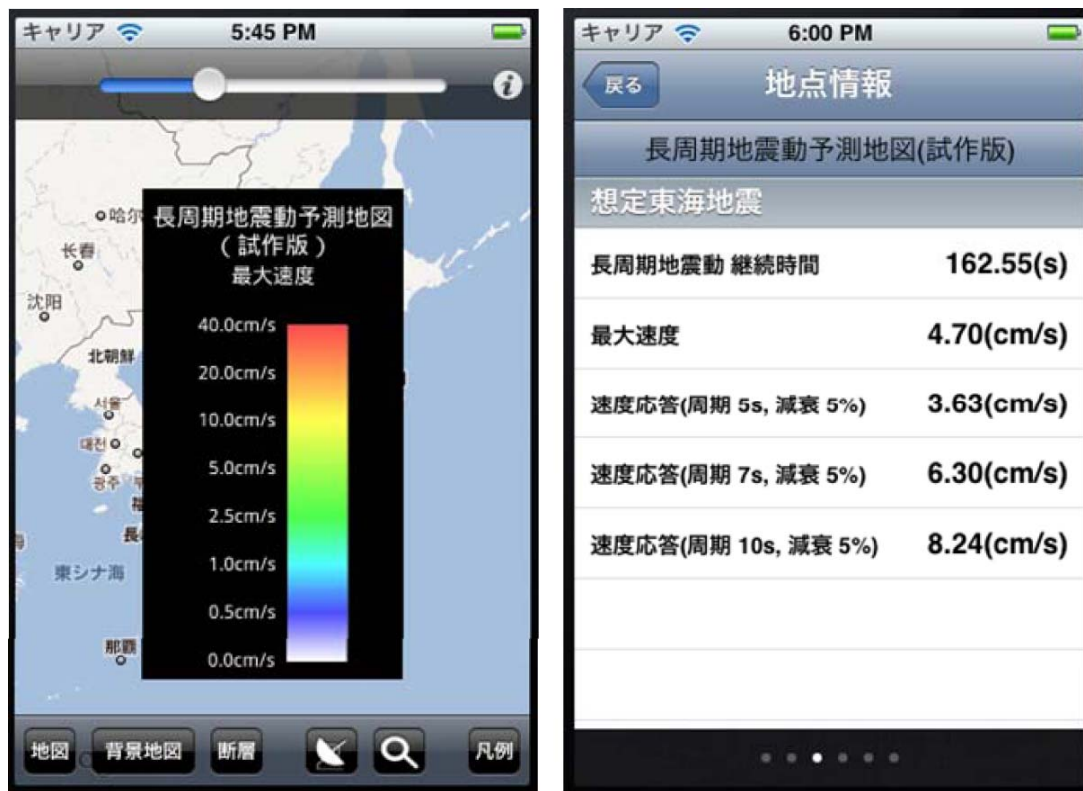 キャリア 5:45 PM
哈尔
长春
沈阳
北朝鮮
서울
대전
광주
東シナ海
那覇
長周期地震動予測地図
(試作版)
最大速度
40.0cm/s
20.0cm/s
10.0cm/s
5.0cm/s
2.5cm/s
1.0cm/s
0.5cm/s
0.0cm/s
地図 背景地図 断層 凡例
キャリア 6:00 PM
戻る 地点情報
長周期地震動予測地図(試作版)
想定東海地震
長周期地震動 継続時間 162.55(s)
最大速度 4.70(cm/s)
速度応答(周期 5s, 減衰 5%) 3.63(cm/s)
速度応答(周期 7s, 減衰 5%) 6.30(cm/s)
速度応答(周期 10s, 減衰 5%) 8.24(cm/s)